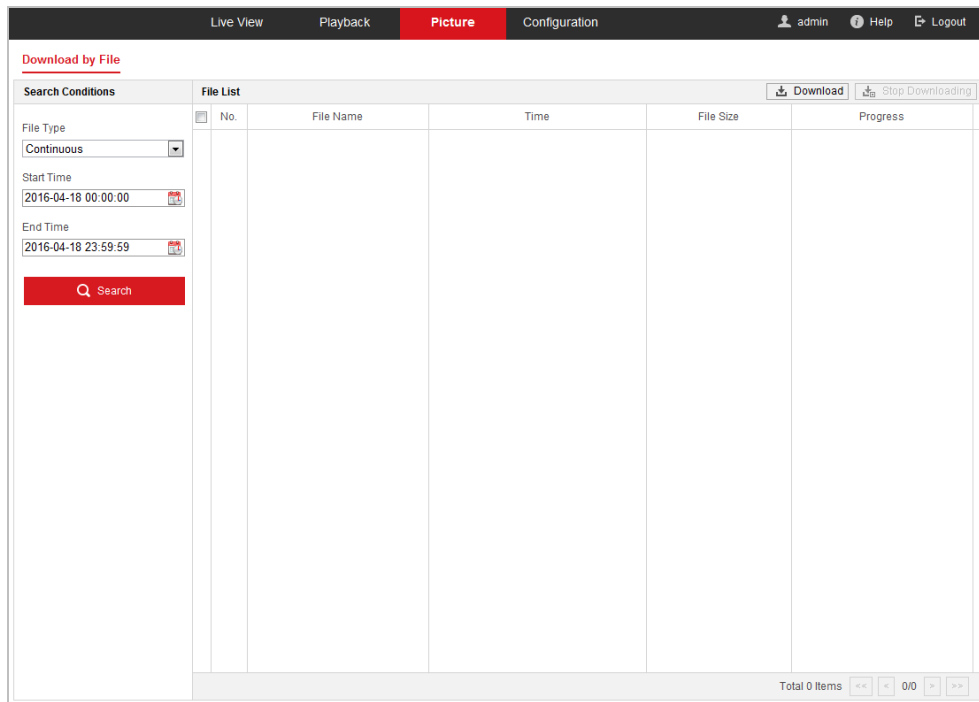 Live View Playback Picture Configuration admin Help Logout
Download by File
Search Conditions
File Type
Continuous
Start Time
2016-04-18 00:00:00
End Time
2016-04-18 23:59:59
Search
File List Download Stop Downloading
No. File Name Time File Size Progress
Total 0 Items << < 0/0 > >>